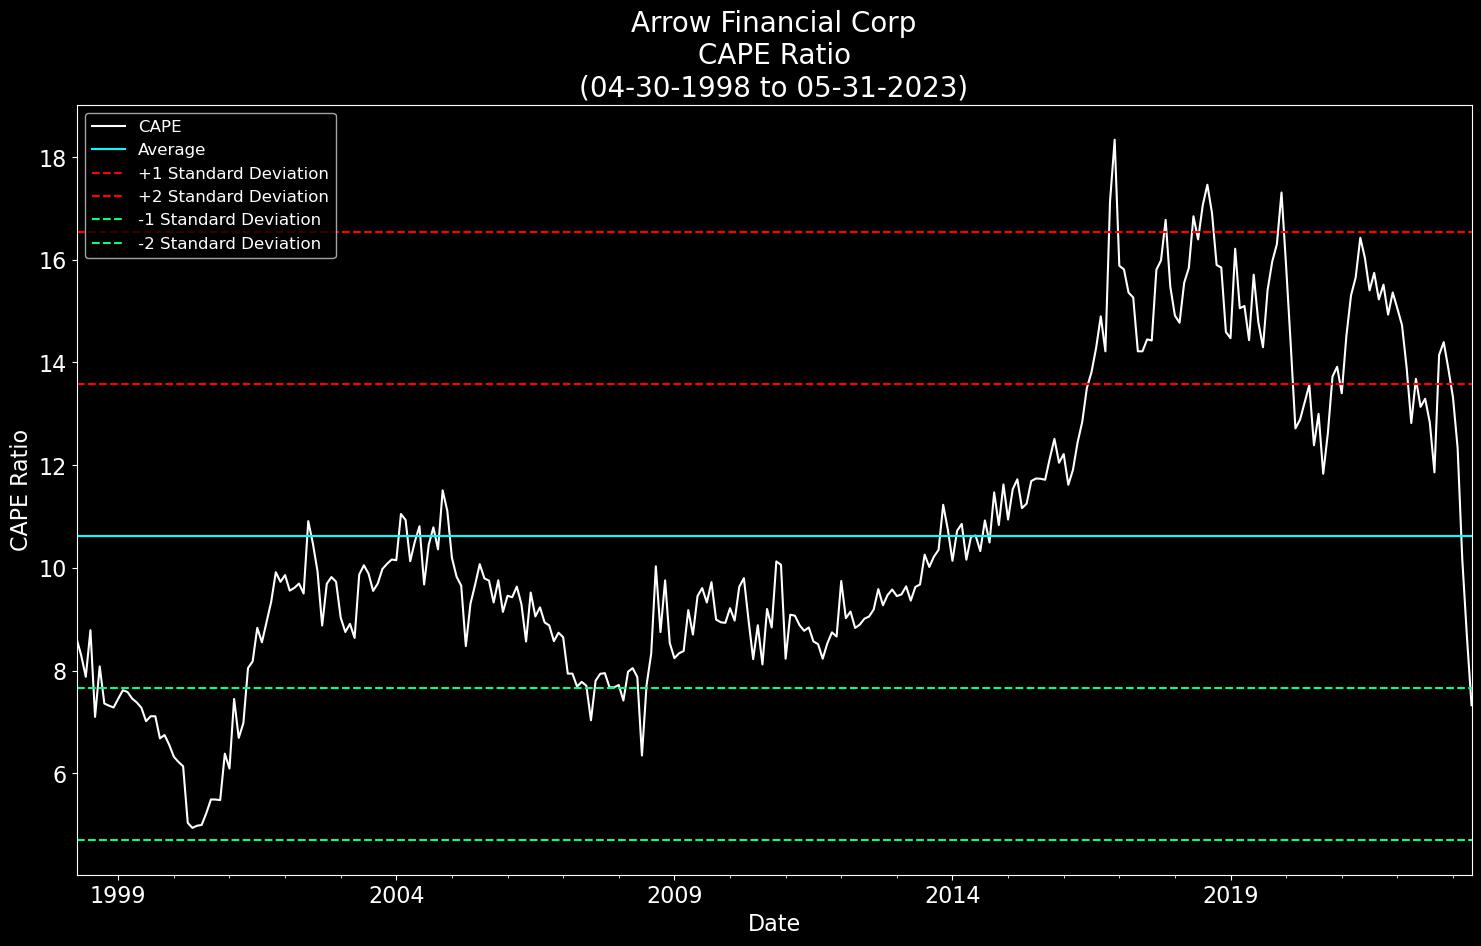 Arrow Financial Corp
CAPE Ratio
(04-30-1998 to 05-31-2023)
CAPE
Average
+1 Standard Deviation
+2 Standard Deviation
-1 Standard Deviation
-2 Standard Deviation
CAPE Ratio
18
16
14
12
10
8
6
1999
2004
2009
2014
2019
Date